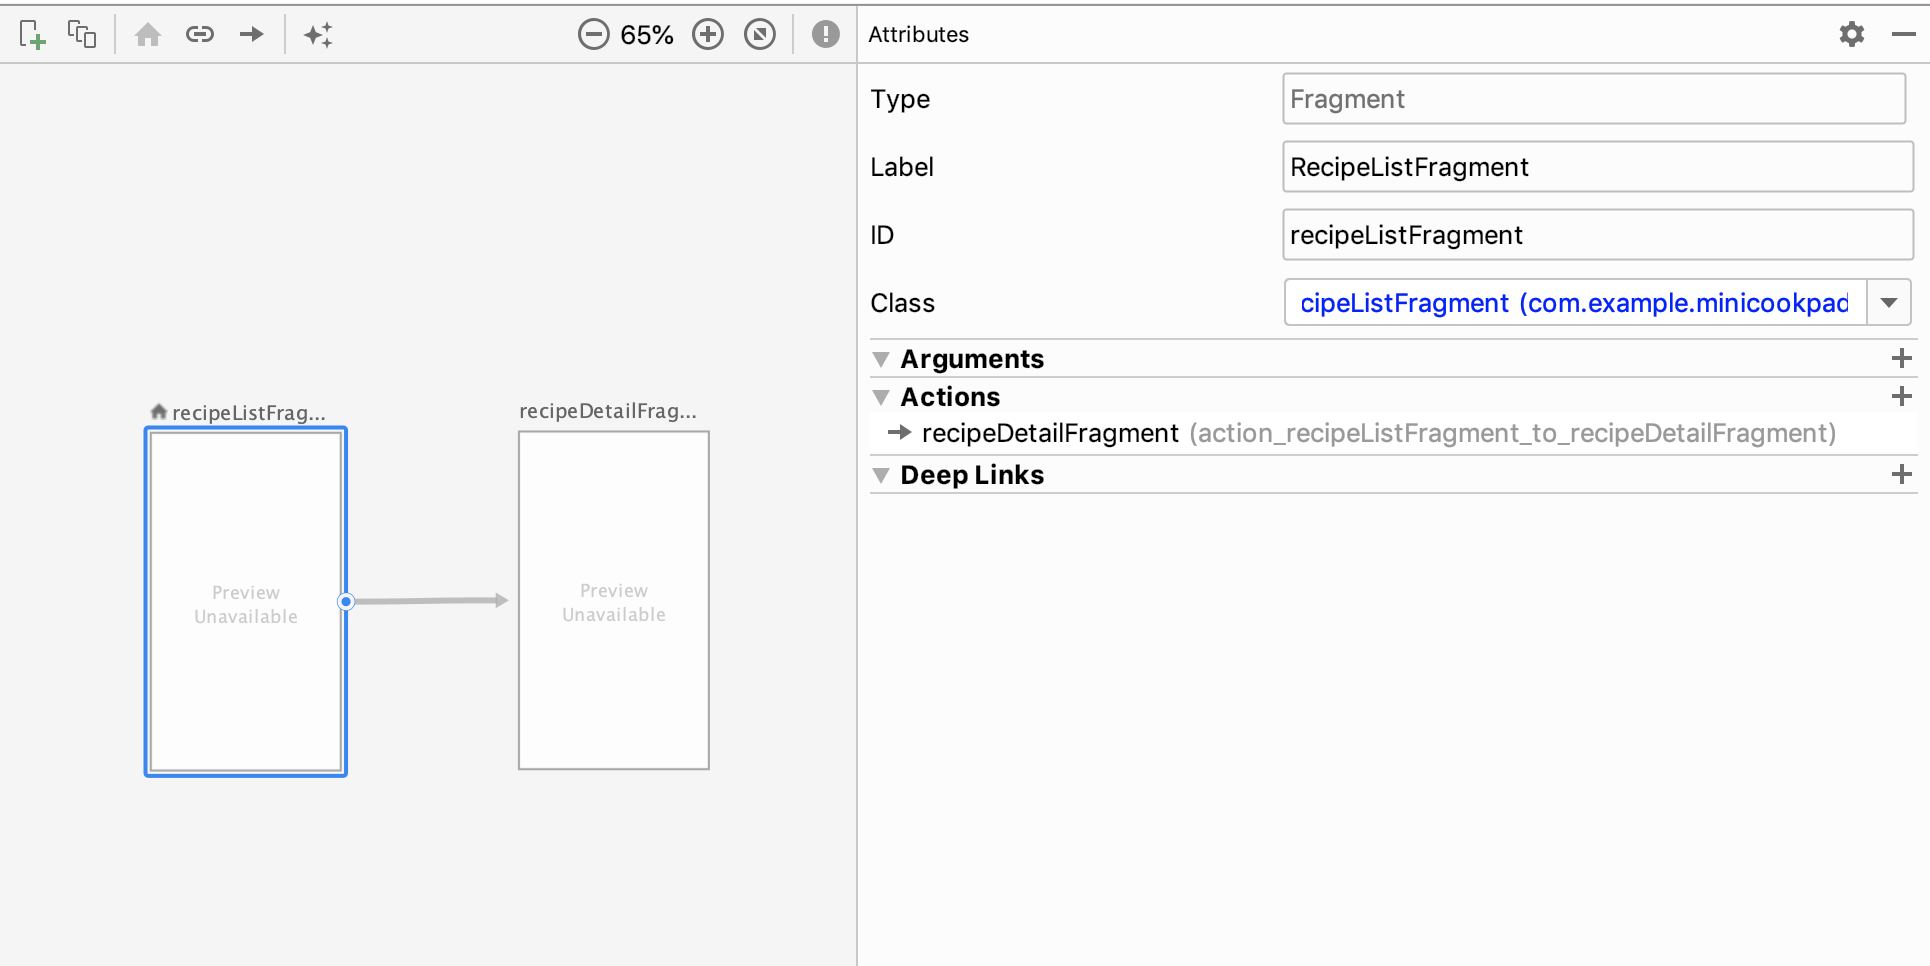 65%
Attributes
Type
Fragment
Label
RecipeListFragment
ID
recipeListFragment
Class
cipeListFragment (com.example.minicookpad
Arguments
Actions
recipeDetailFragment (action_recipeListFragment_to_recipeDetailFragment)
Deep Links
recipeListFrag...
recipeDetailFrag...
Preview
Unavailable
Preview
Unavailable